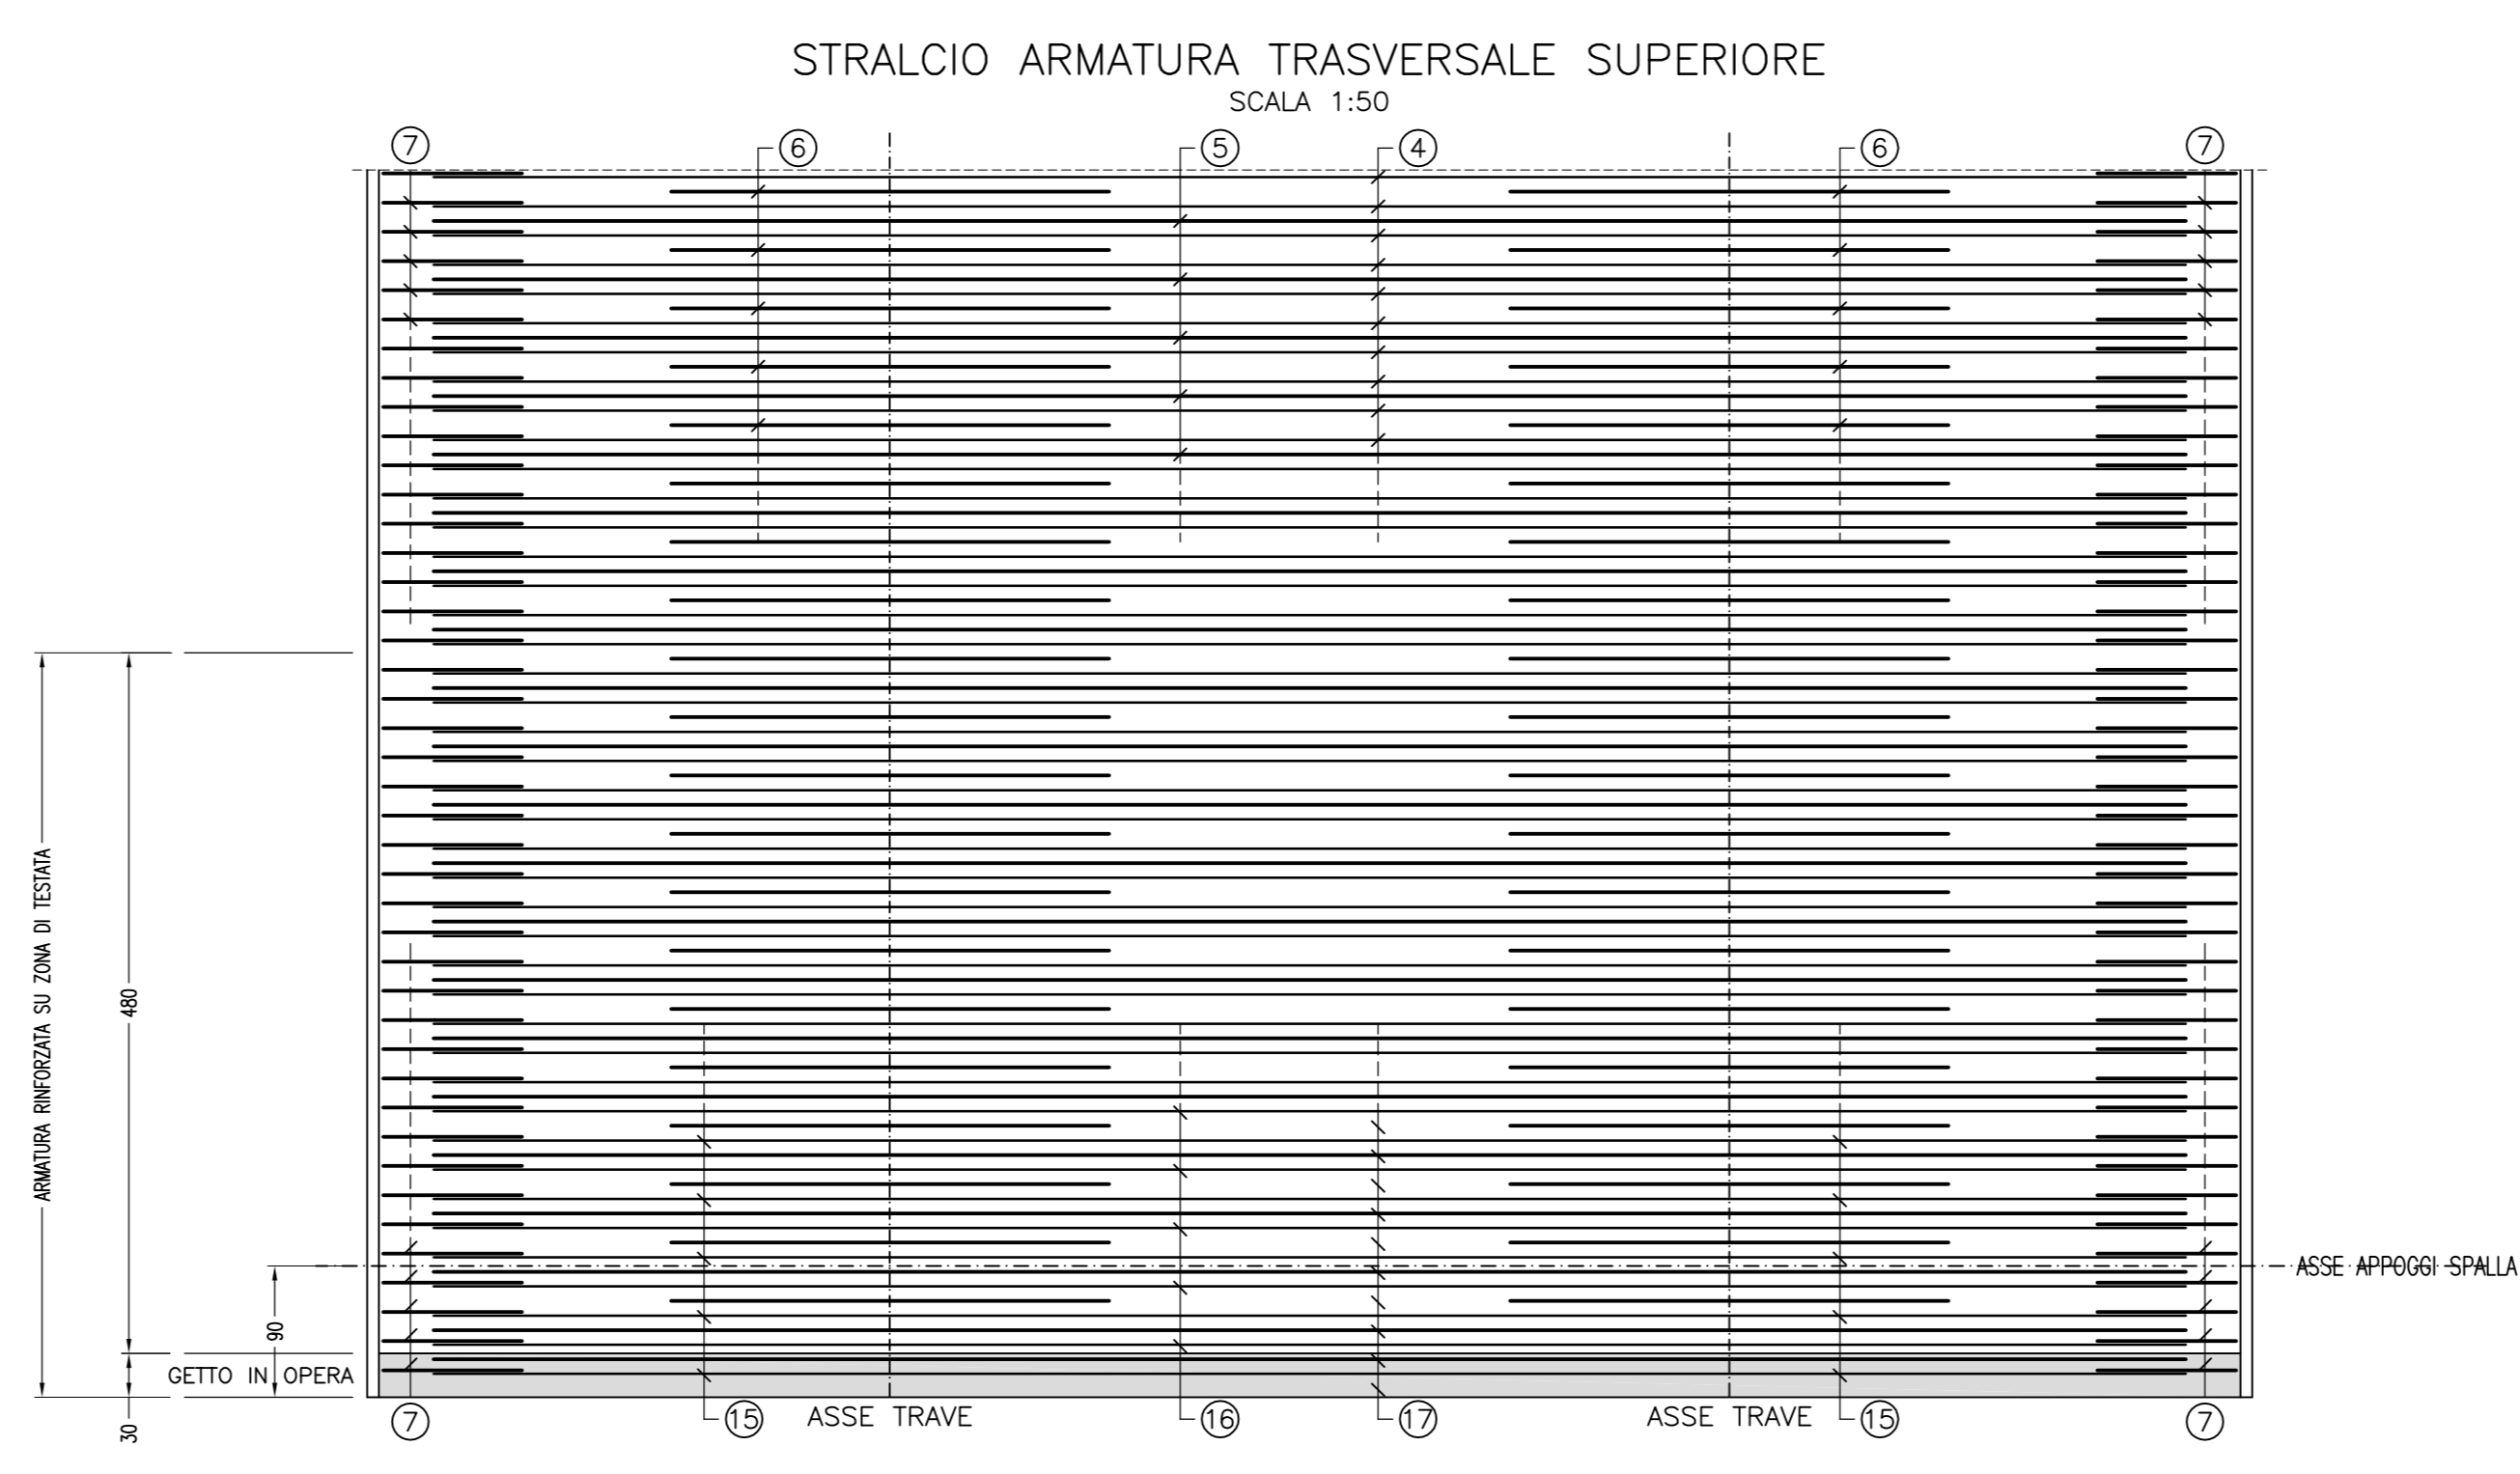 STRALCIO ARMATURA TRASVERSALE SUPERIORE
SCALA 1:50
7 6 5 4 6 7
ARMATURA RINFORZATA SU ZONA DI TESTATA
480
90
ASSE APPOGGI SPALLA
GETTO IN OPERA
30
7 15 ASSE TRAVE 16 17 ASSE TRAVE 15 7